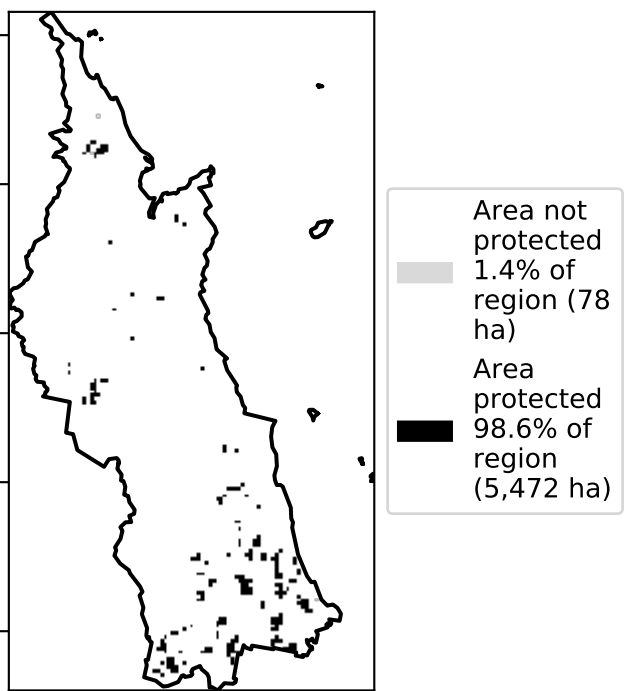 Area not
protected
1.4% of
region (78
ha)
Area
protected
98.6% of
region
(5,472 ha)